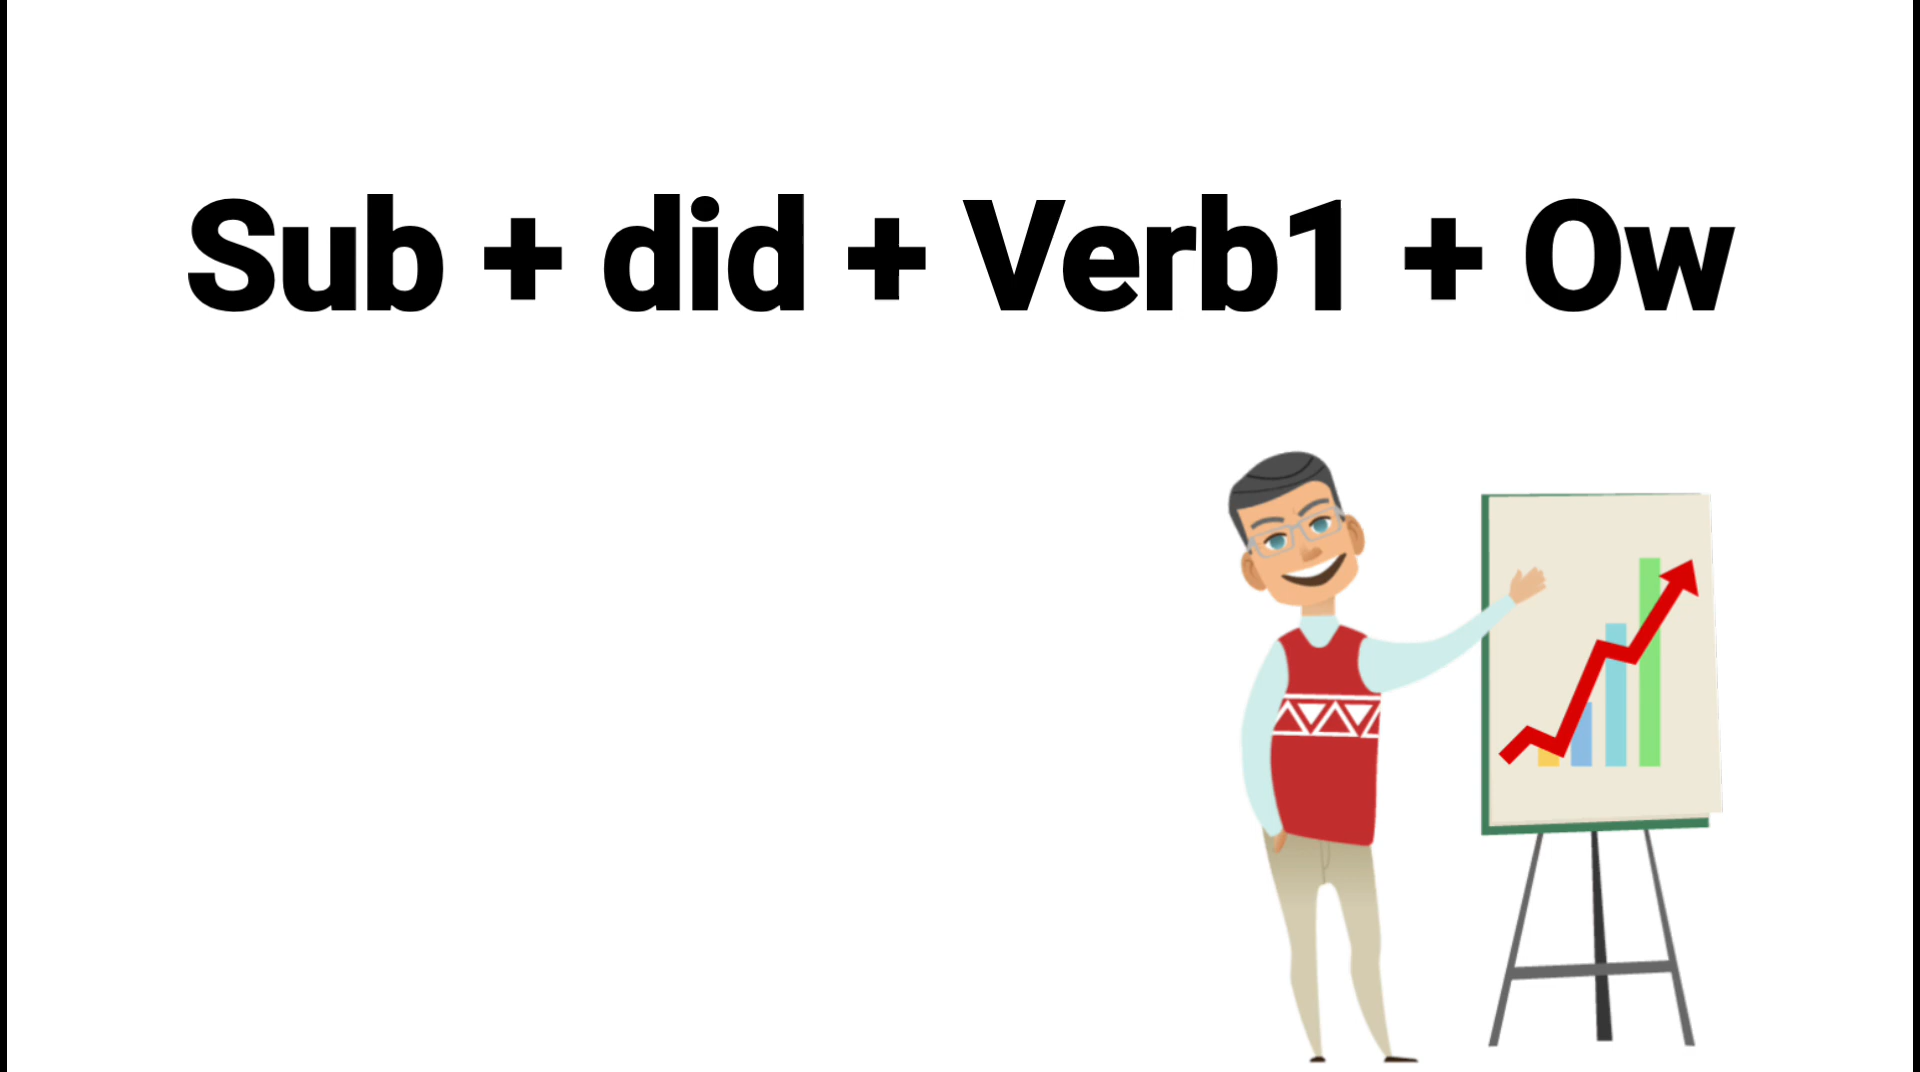 Sub + did + Verb1 + Ow